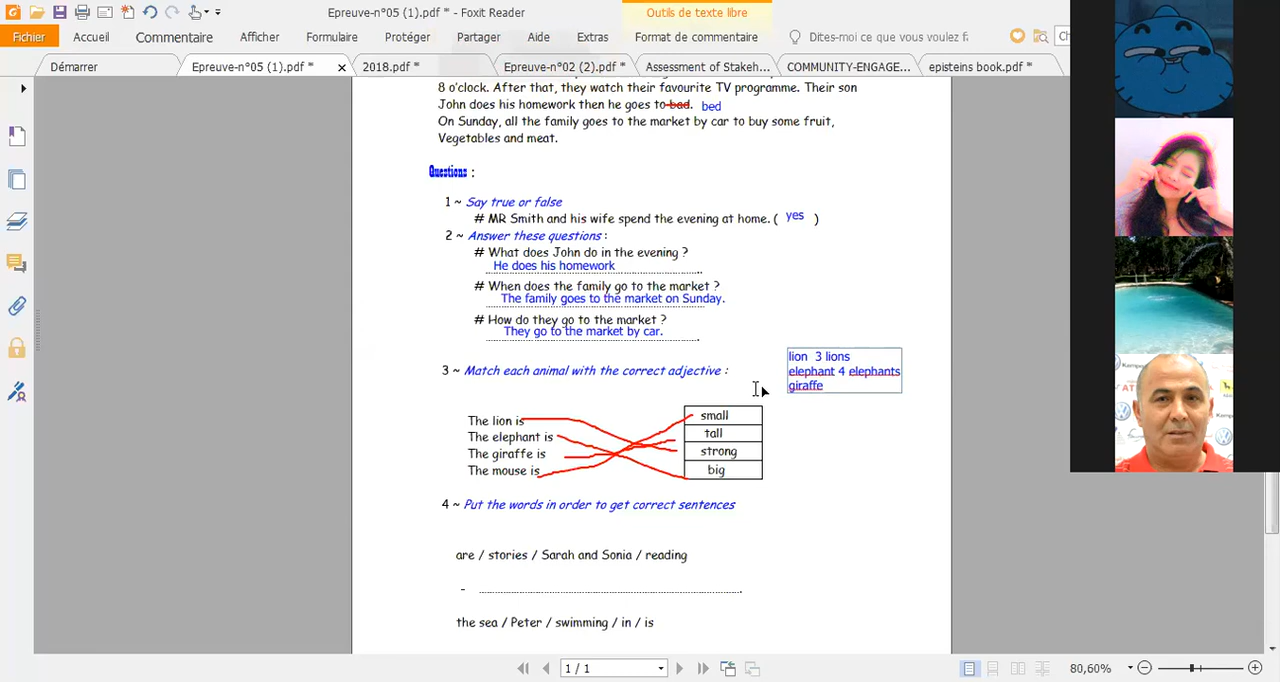 Epreuve-n°05 (1).pdf * - Foxit Reader
Outils de texte libre
Fichier Accueil Commentaire Afficher Formulaire Protéger Partager Aide Extras Format de commentaire Dites-moi ce que vous voulez f. Ch
Démarrer Epreuve-n°05 (1).pdf * 2018.pdf * Epreuve-n°02 (2).pdf * Assessment of Stakeh... COMMUNITY-ENGAGE... episteins book.pdf *
8 o'clock. After that, they watch their favourite TV programme. Their son
John does his homework then he goes to bad. bed
On Sunday, all the family goes to the market by car to buy some fruit,
Vegetables and meat.
Questions :
1 ~ Say true or false
# MR Smith and his wife spend the evening at home. ( yes )
2 ~ Answer these questions :
# What does John do in the evening ?
He does his homework
# When does the family go to the market ?
The family goes to the market on Sunday.
# How do they go to the market ?
They go to the market by car.
lion 3 lions
elephant 4 elephants
giraffe
3 ~ Match each animal with the correct adjective :
The lion is small
The elephant is tall
The giraffe is strong
The mouse is big
4 ~ Put the words in order to get correct sentences
are / stories / Sarah and Sonia / reading
the sea / Peter / swimming / in / is
1 / 1 80,60%